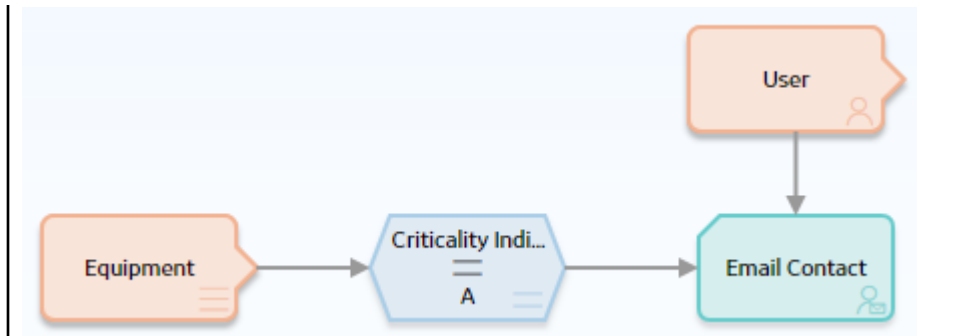 User
Equipment
Criticality Indi...
=
A
Email Contact